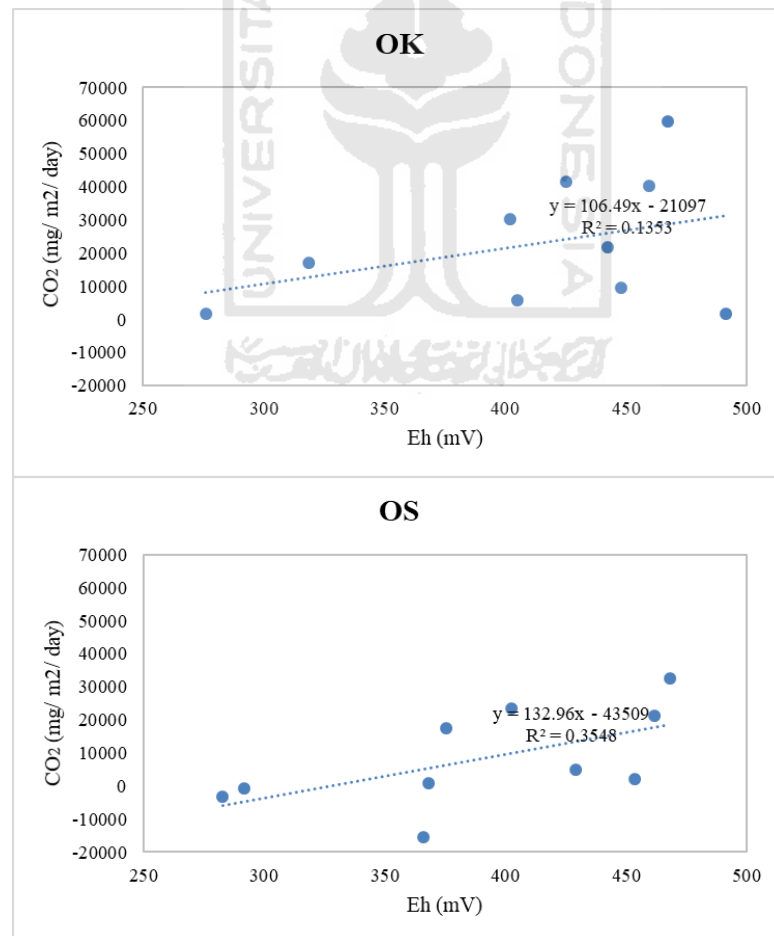 OK
70000
60000
50000
40000
30000
20000
10000
0
-10000
-20000
CO2 (mg/ m2/ day)
y = 106.49x - 21097
R² = 0.1353
250 300 350 400 450 500
Eh (mV)
OS
70000
60000
50000
40000
30000
20000
10000
0
-10000
-20000
CO2 (mg/ m2/ day)
y = 132.96x - 43509
R² = 0.3548
250 300 350 400 450 500
Eh (mV)